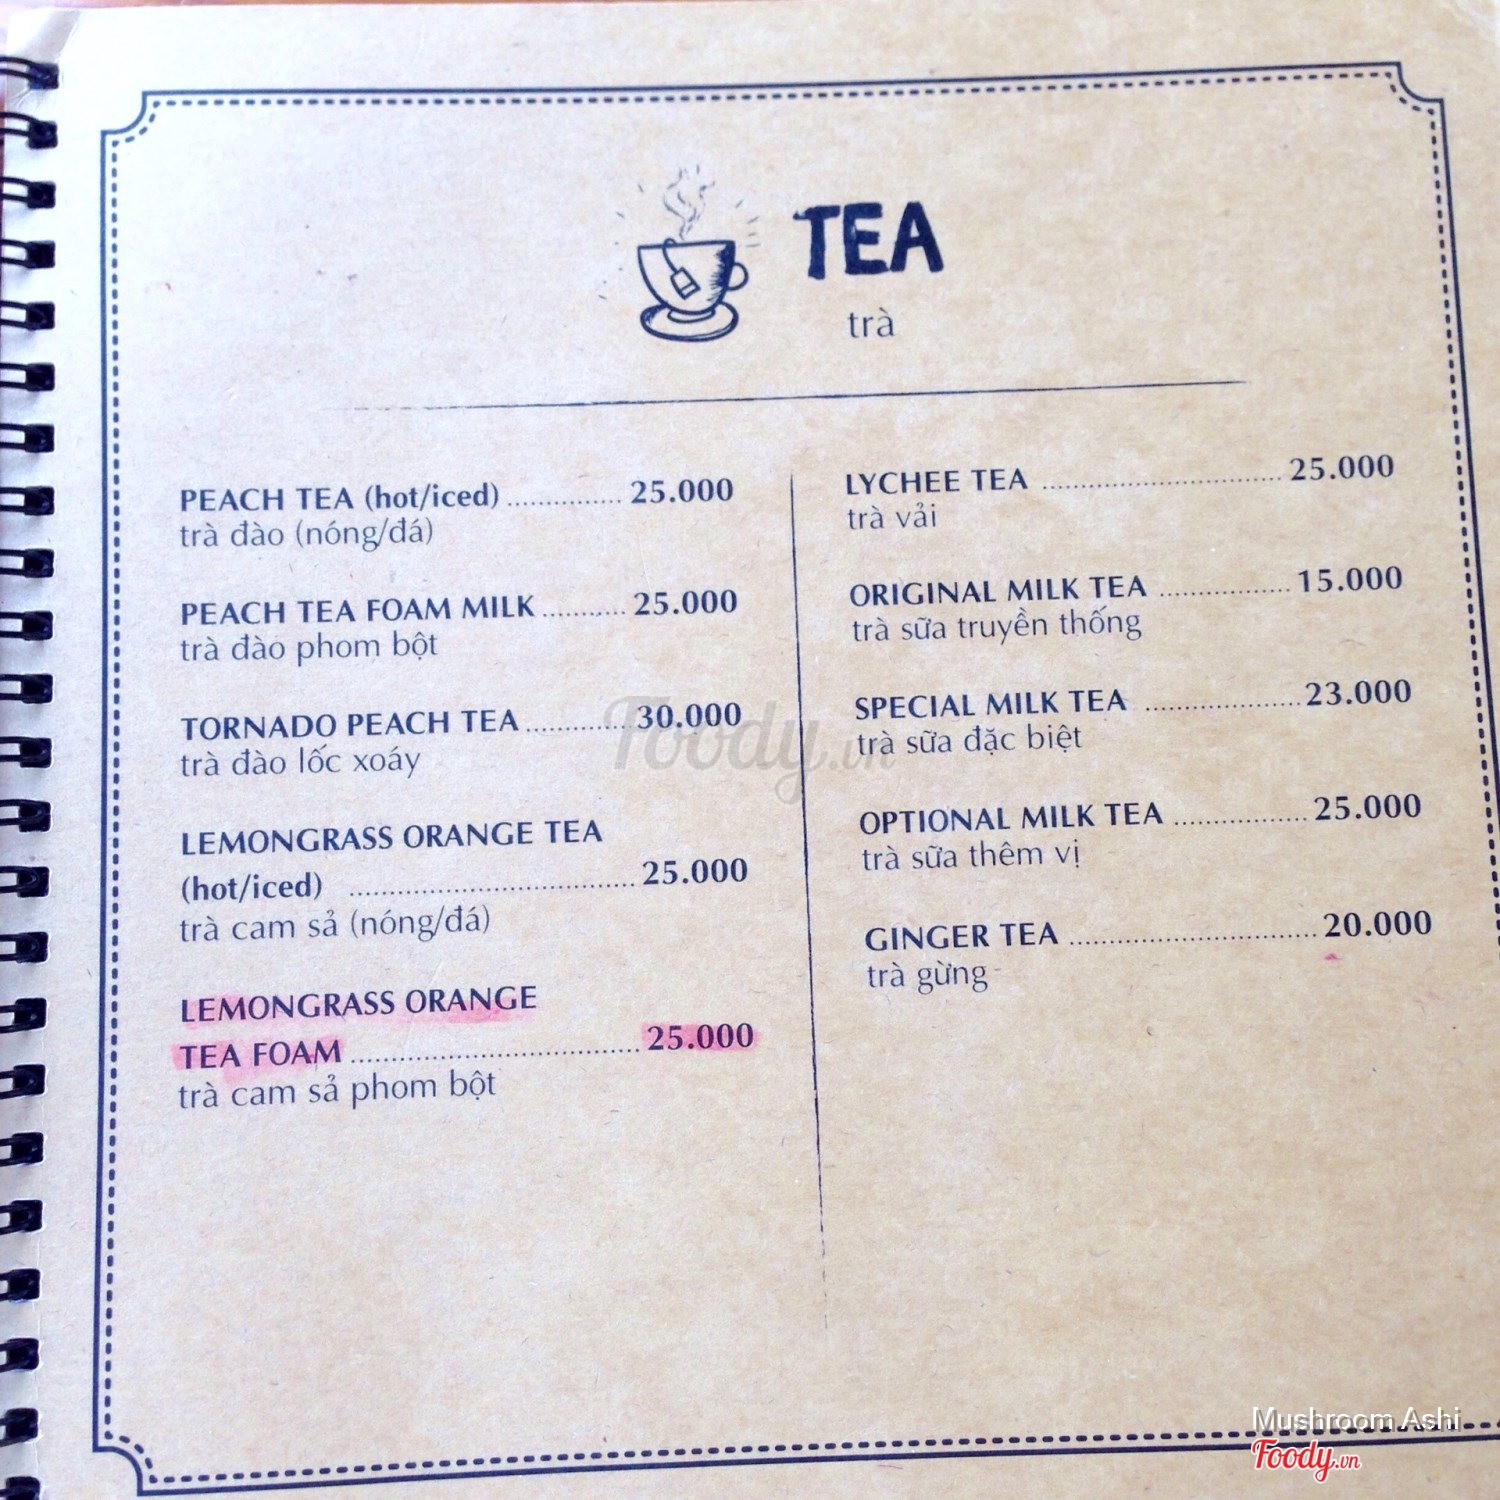 TEA
trà
PEACH TEA (hot/iced) ............... 25.000
trà đào (nóng/đá)
PEACH TEA FOAM MILK ........... 25.000
trà đào phom bột
TORNADO PEACH TEA .............. 30.000
trà đào lốc xoáy
LEMONGRASS ORANGE TEA
(hot/iced) ..................................... 25.000
trà cam sả (nóng/đá)
LEMONGRASS ORANGE
TEA FOAM ..................................... 25.000
trà cam sả phom bột
LYCHEE TEA ............................... 25.000
trà vải
ORIGINAL MILK TEA ................. 15.000
trà sữa truyền thống
SPECIAL MILK TEA .................... 23.000
trà sữa đặc biệt
OPTIONAL MILK TEA ................. 25.000
trà sữa thêm vị
GINGER TEA ................................ 20.000
trà gừng
Foody.vn
Mushroom Ashi
Foody.vn